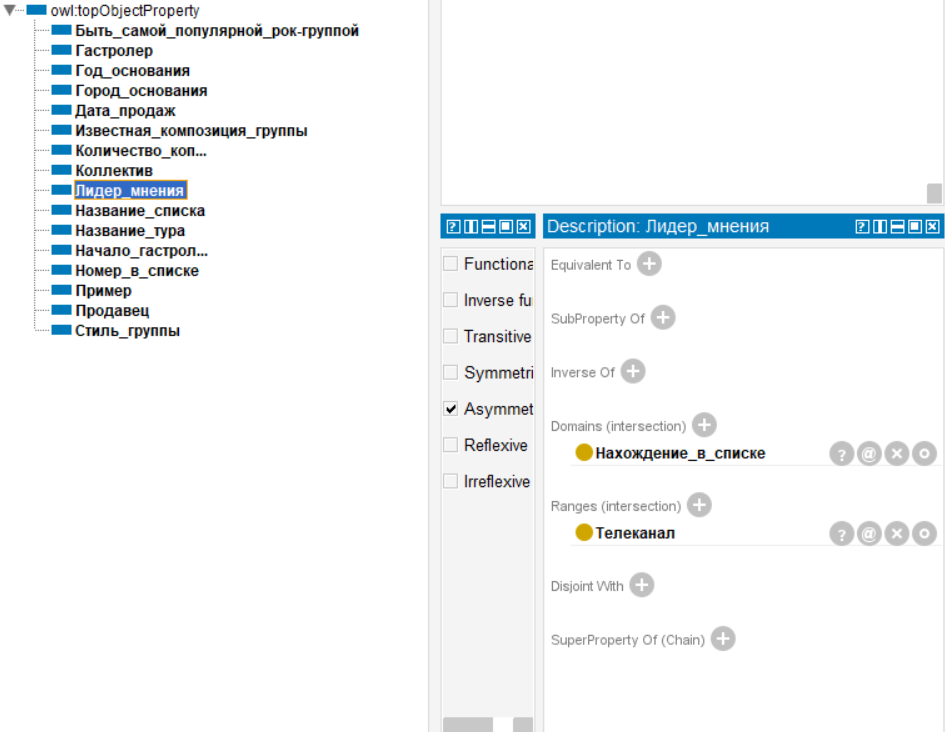 owl:topObjectProperty
Быть_самой_популярной_рок-группой
Гастролер
Год_основания
Город_основания
Дата_продаж
Известная_композиция_группы
Количество_коп...
Коллектив
Лидер_мнения
Название_списка
Название_тура
Начало_гастрол...
Номер_в_списке
Пример
Продавец
Стиль_группы
Description: Лидер_мнения
Functiona
Inverse fu
Transitive
Symmetri
Asymmet
Reflexive
Irreflexive
Equivalent To
SubProperty Of
Inverse Of
Domains (intersection)
Нахождение_в_списке
Ranges (intersection)
Телеканал
Disjoint With
SuperProperty Of (Chain)